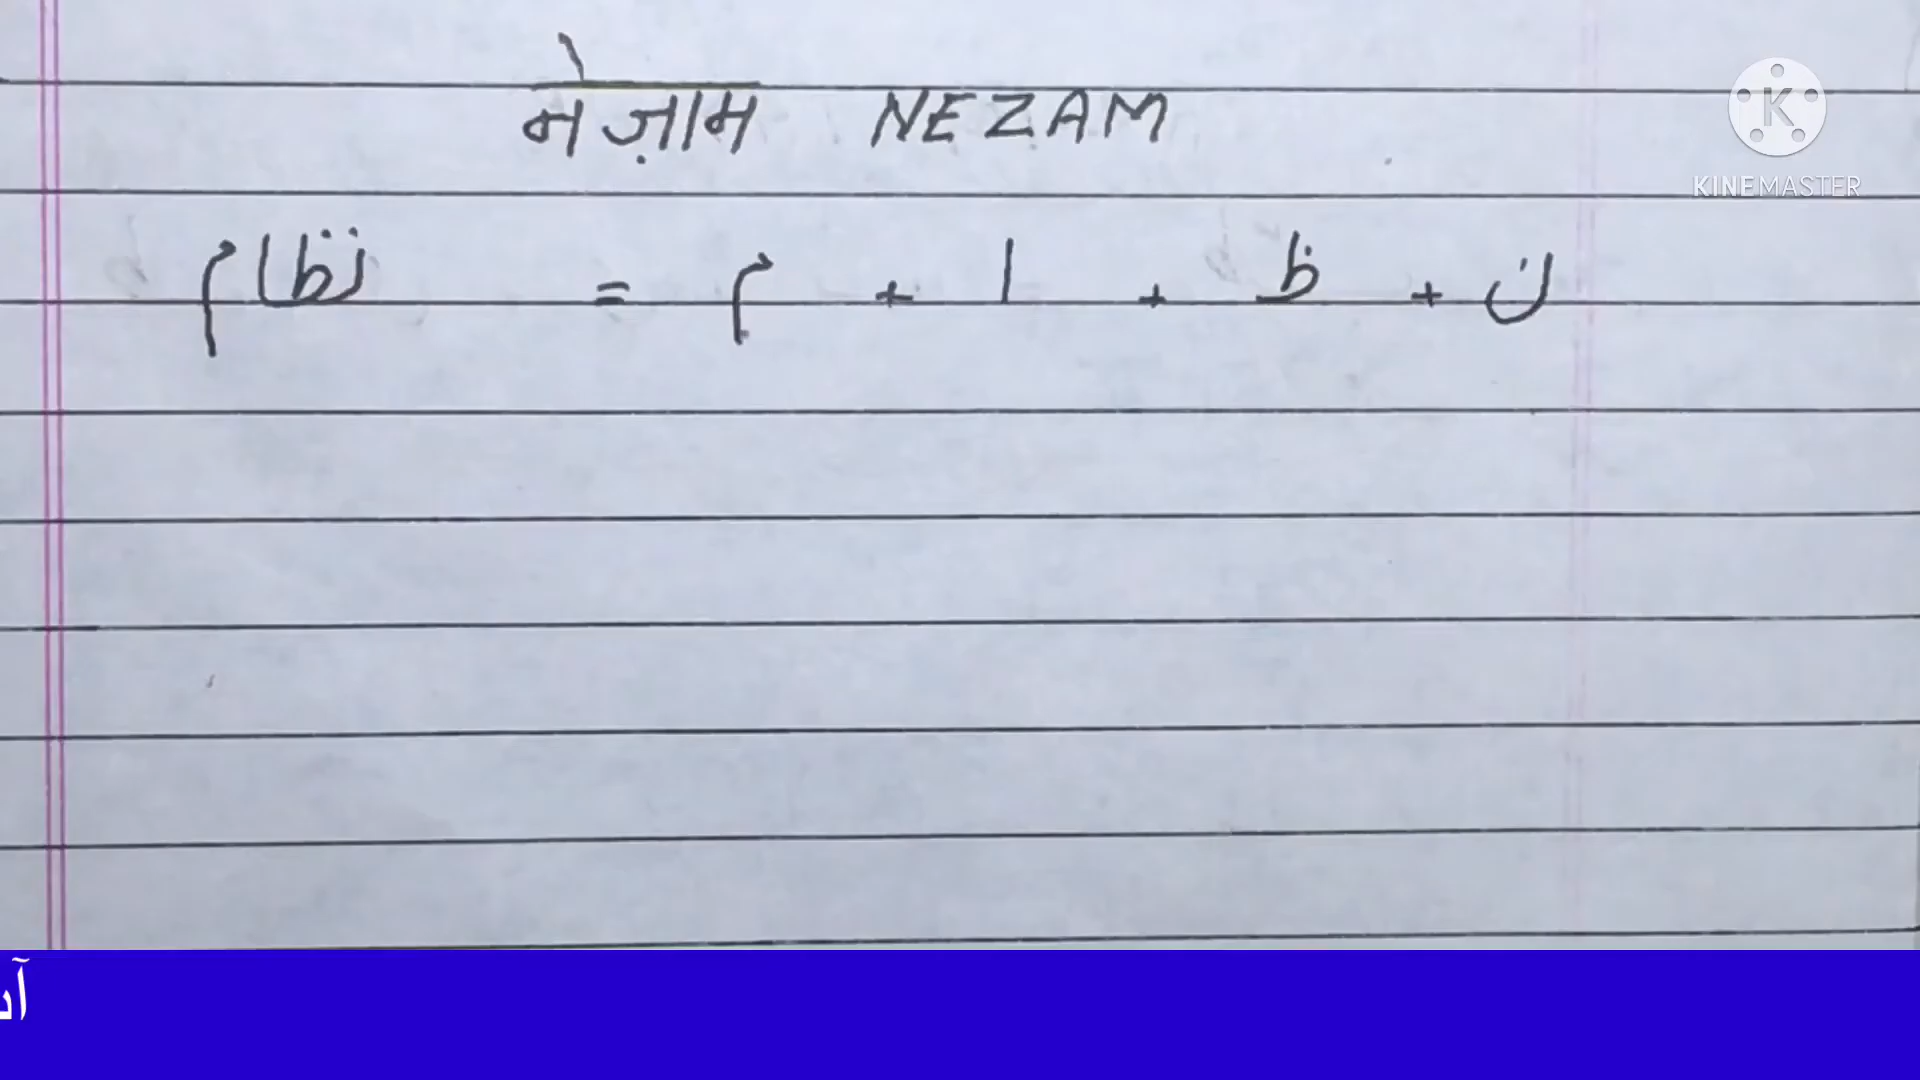 नेज़ाम NEZAM
KINEMASTER
نظام = م + ا + ظ + ن